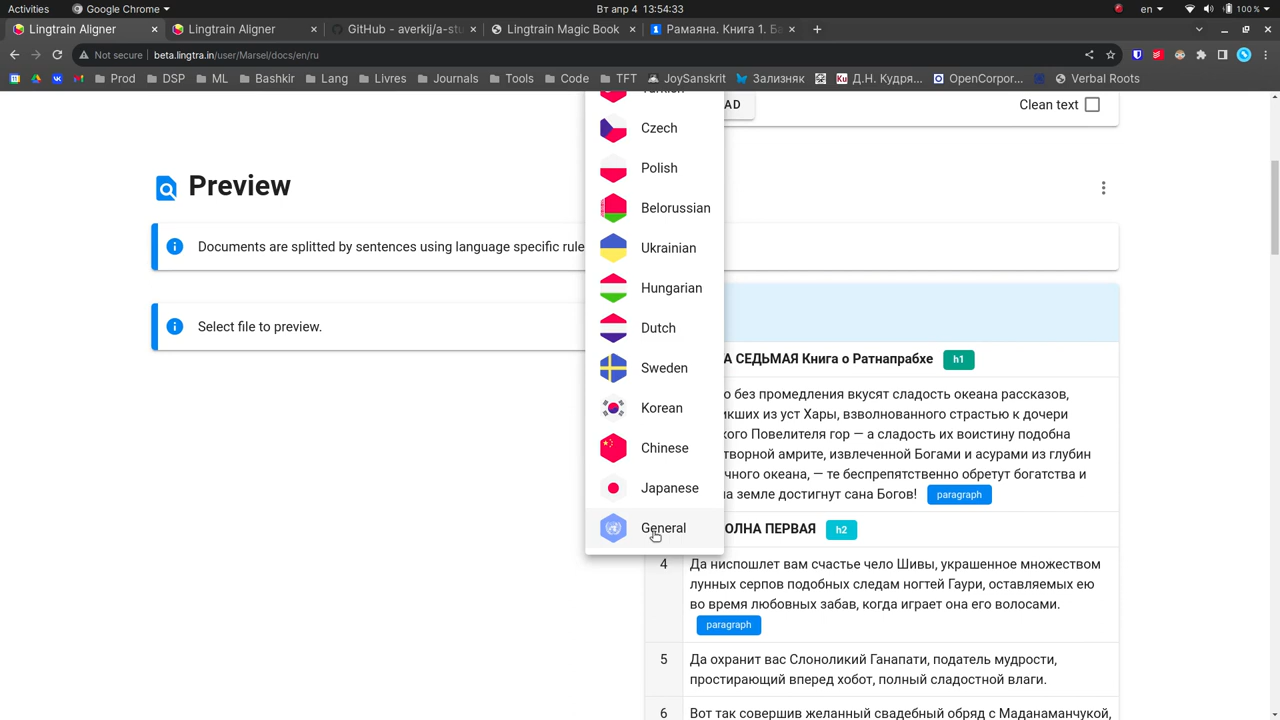 Activities
Google Chrome
Вт апр 4 13:54:33
en
100 %
Lingtrain Aligner
Lingtrain Aligner
GitHub - averkij/a-stu
Lingtrain Magic Book
Рамаяна. Книга 1. Ба
Not secure
beta.lingtra.in/user/Marsel/docs/en/ru
Prod
DSP
ML
Bashkir
Lang
Livres
Journals
Tools
Code
TFT
JoySanskrit
Зализняк
Д.Н. Кудря...
OpenCorpor...
Verbal Roots
AD
Clean text
Turkish
Czech
Polish
Belorussian
Ukrainian
Hungarian
Dutch
Sweden
Korean
Chinese
Japanese
General
Preview
Documents are splitted by sentences using language specific rule
Select file to preview.
А СЕДЬМАЯ Книга о Ратнапрабхе h1
о без промедления вкусят сладость океана рассказов,
икших из уст Хары, взволнованного страстью к дочери
кого Повелителя гор — а сладость их воистину подобна
творной амрите, извлеченной Богами и асурами из глубин
чного океана, — те беспрепятственно обретут богатства и
на земле достигнут сана Богов! paragraph
ОЛНА ПЕРВАЯ h2
4 Да ниспошлет вам счастье чело Шивы, украшенное множеством
лунных серпов подобных следам ногтей Гаури, оставляемых ею
во время любовных забав, когда играет она его волосами.
paragraph
5 Да охранит вас Слоноликий Ганапати, податель мудрости,
простирающий вперед хобот, полный сладостной влаги.
6 Вот так совершив желанный свадебный обряд с Маданаманчукой,